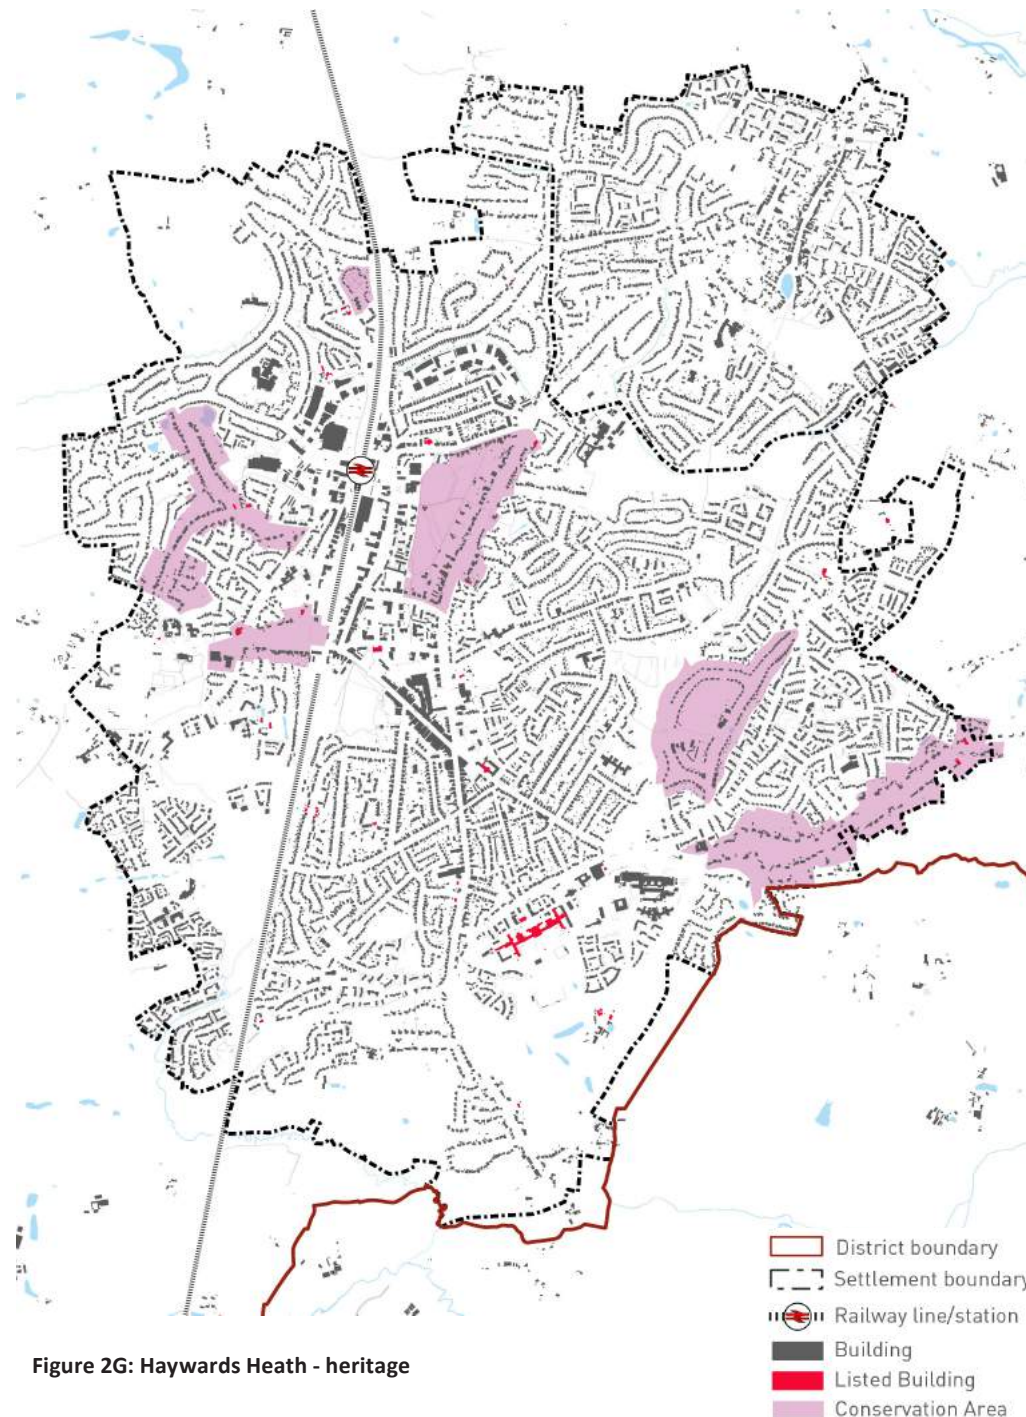 District boundary
Settlement boundary
Railway line/station
Building
Listed Building
Conservation Area
Figure 2G: Haywards Heath - heritage